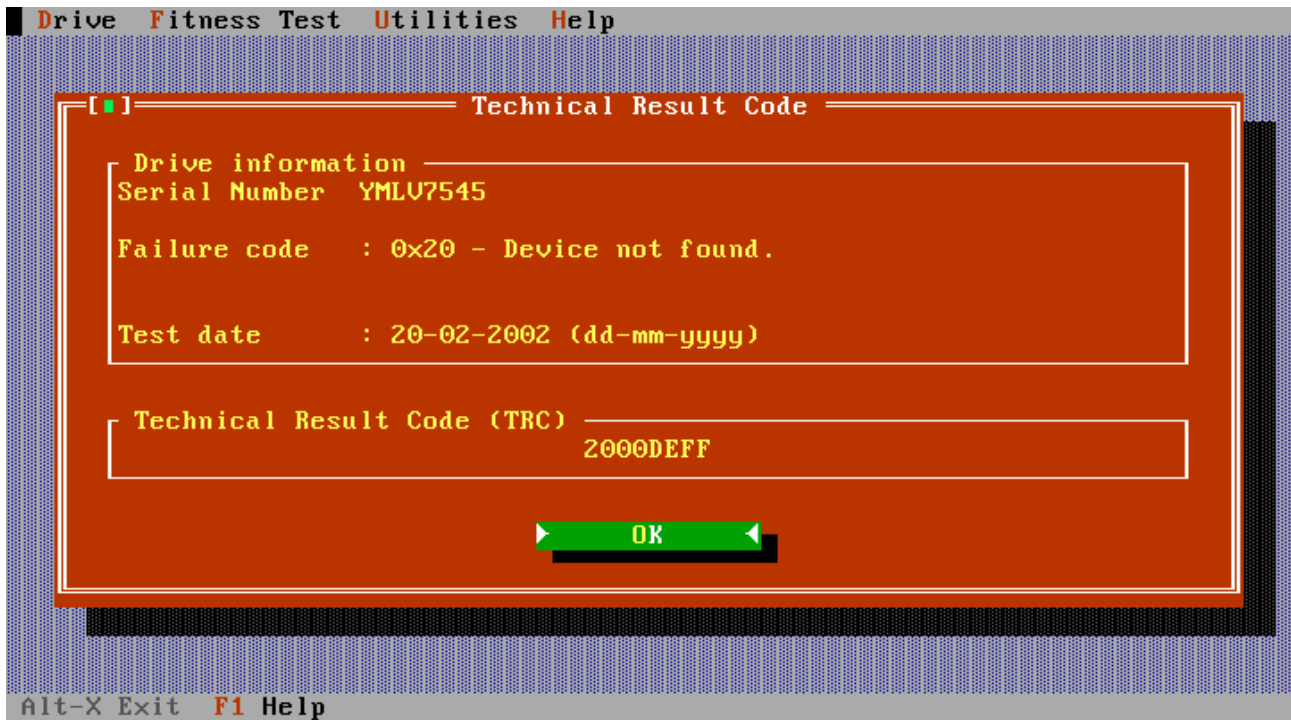 Drive Fitness Test Utilities Help
[■] Technical Result Code
Drive information
Serial Number YMLV7545
Failure code : 0x20 - Device not found.
Test date : 20-02-2002 (dd-mm-yyyy)
Technical Result Code (TRC)
2000DEFF
OK
Alt-X Exit F1 Help